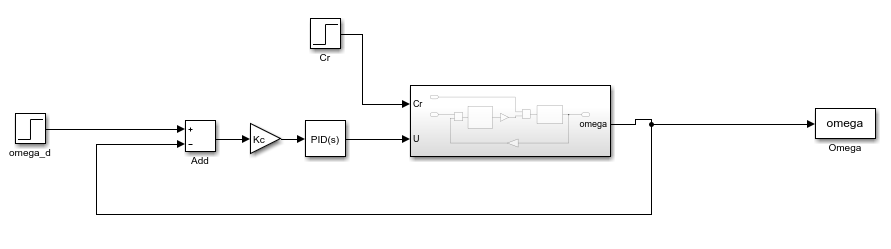 Cr
omega_d
+
−
Add
Kc
PID(s)
Cr
U
omega
omega
Omega